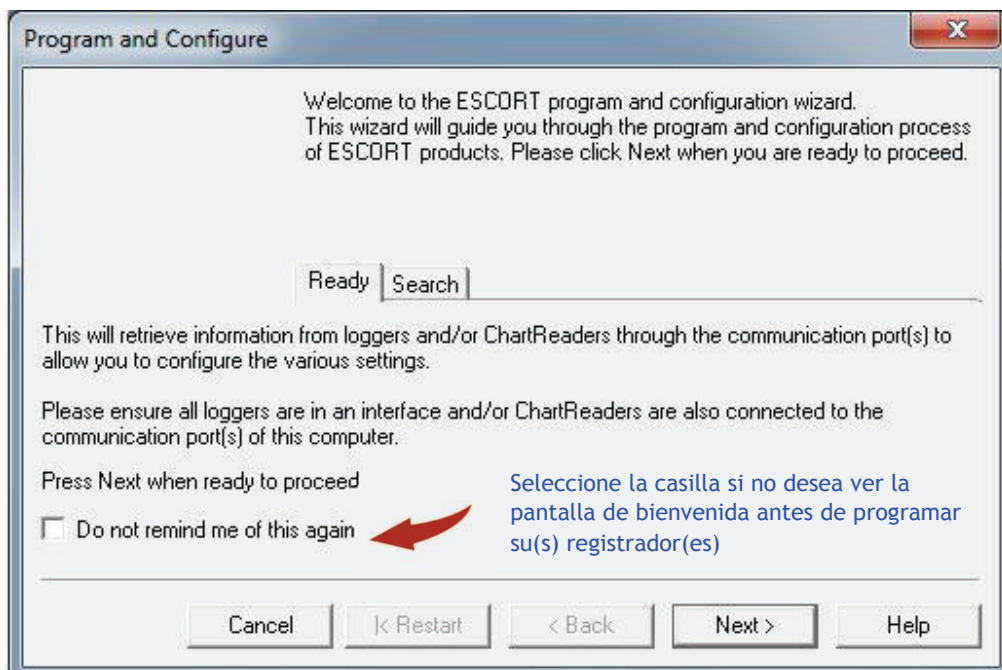 Program and Configure
x
Welcome to the ESCORT program and configuration wizard.
This wizard will guide you through the program and configuration process
of ESCORT products. Please click Next when you are ready to proceed.
Ready Search
This will retrieve information from loggers and/or ChartReaders through the communication port(s) to
allow you to configure the various settings.
Please ensure all loggers are in an interface and/or ChartReaders are also connected to the
communication port(s) of this computer.
Press Next when ready to proceed
Seleccione la casilla si no desea ver la
pantalla de bienvenida antes de programar
su(s) registrador(es)
Do not remind me of this again
Cancel |< Restart < Back Next > Help